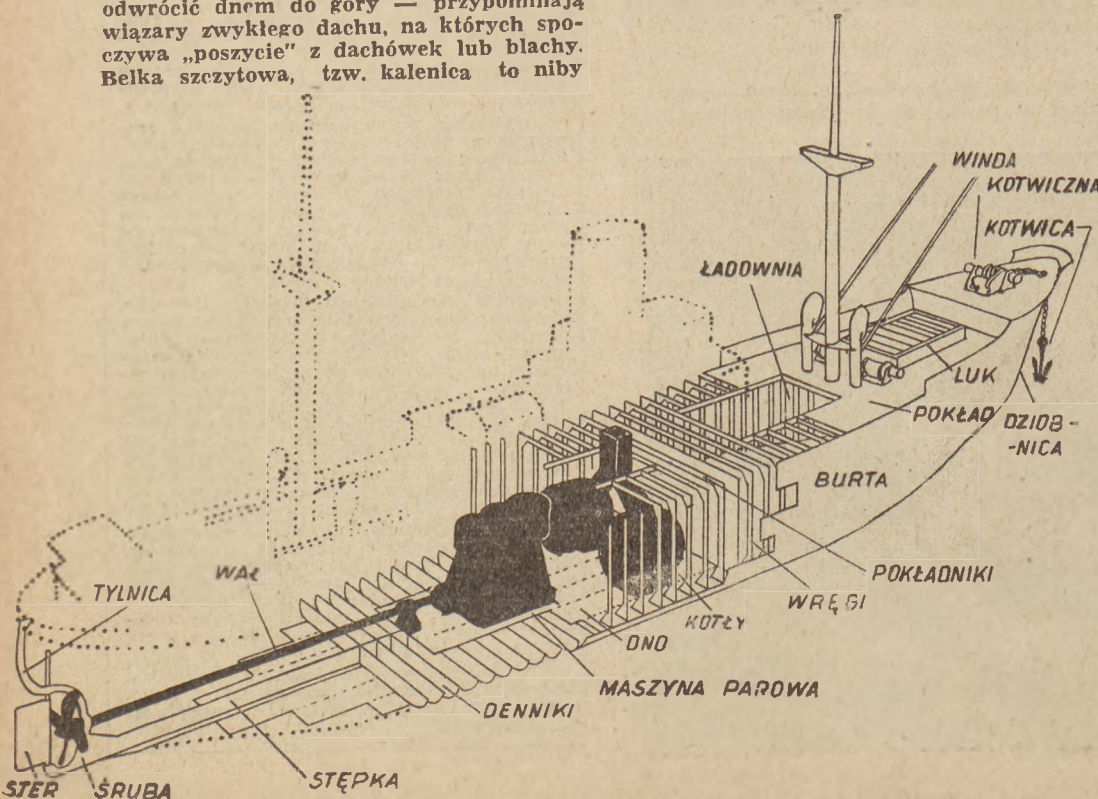 odwrócić dnem do góry — przypominają
wiązary zwykłego dachu, na których spo-
czywa „poszycie" z dachówek lub blachy.
Belka szczytowa, tzw. kalenica to niby
WINDA
KOTWICZNA
KOTWICA
ŁADOWNIA
LUK
POKŁAD
DZIOB-
-NICA
BURTA
POKŁADNIKI
WRĘGI
KOTŁY
DNO
MASZYNA PAROWA
DENNIKI
WAŁ
TYLNICA
STĘPKA
STER
ŚRUBA